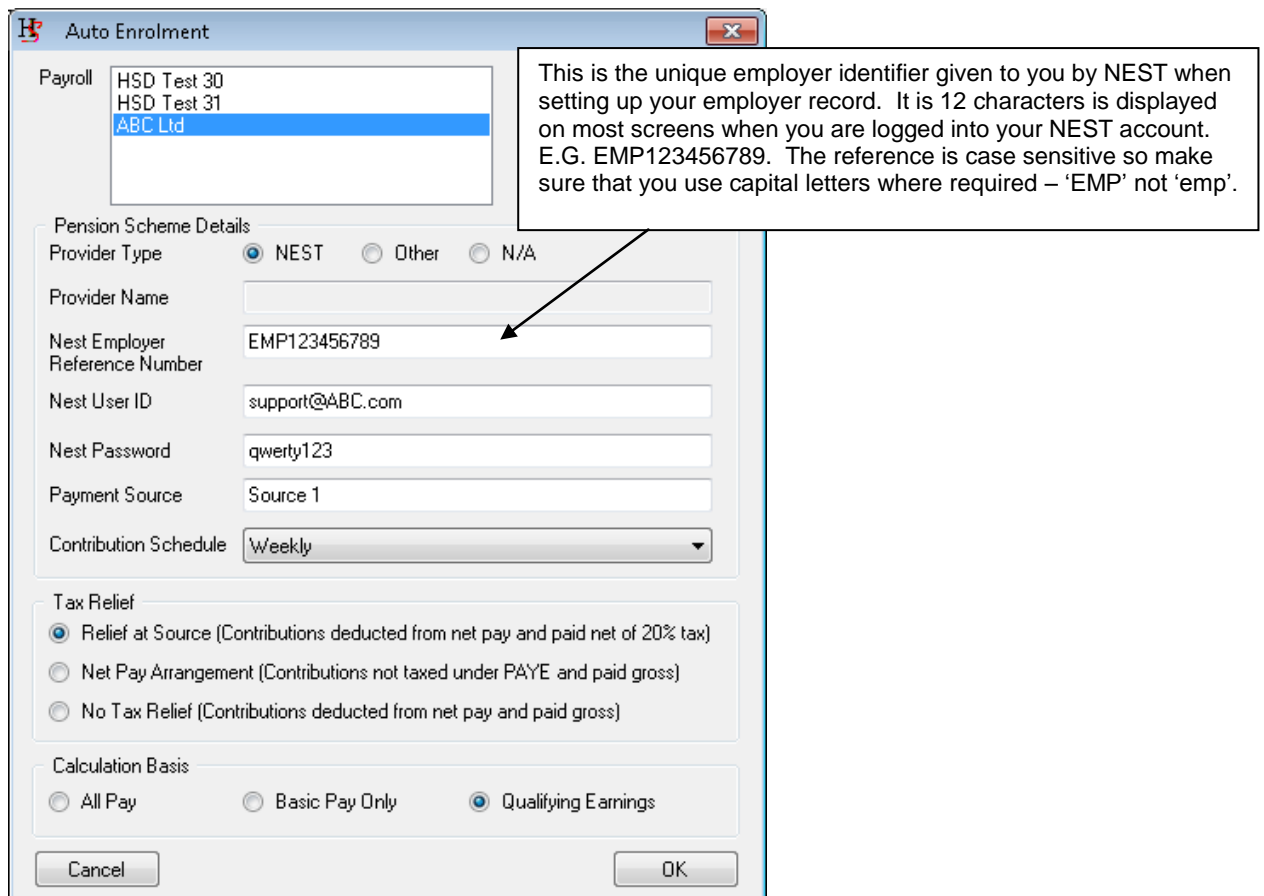 Auto Enrolment
Payroll
HSD Test 30
HSD Test 31
ABC Ltd
This is the unique employer identifier given to you by NEST when
setting up your employer record.  It is 12 characters is displayed
on most screens when you are logged into your NEST account.
E.G. EMP123456789.  The reference is case sensitive so make
sure that you use capital letters where required – ‘EMP’ not ‘emp’.
Pension Scheme Details
Provider Type NEST Other N/A
Provider Name
Nest Employer
Reference Number
EMP123456789
Nest User ID support@ABC.com
Nest Password qwerty123
Payment Source Source 1
Contribution Schedule Weekly
Tax Relief
Relief at Source (Contributions deducted from net pay and paid net of 20% tax)
Net Pay Arrangement (Contributions not taxed under PAYE and paid gross)
No Tax Relief (Contributions deducted from net pay and paid gross)
Calculation Basis
All Pay Basic Pay Only Qualifying Earnings
Cancel OK